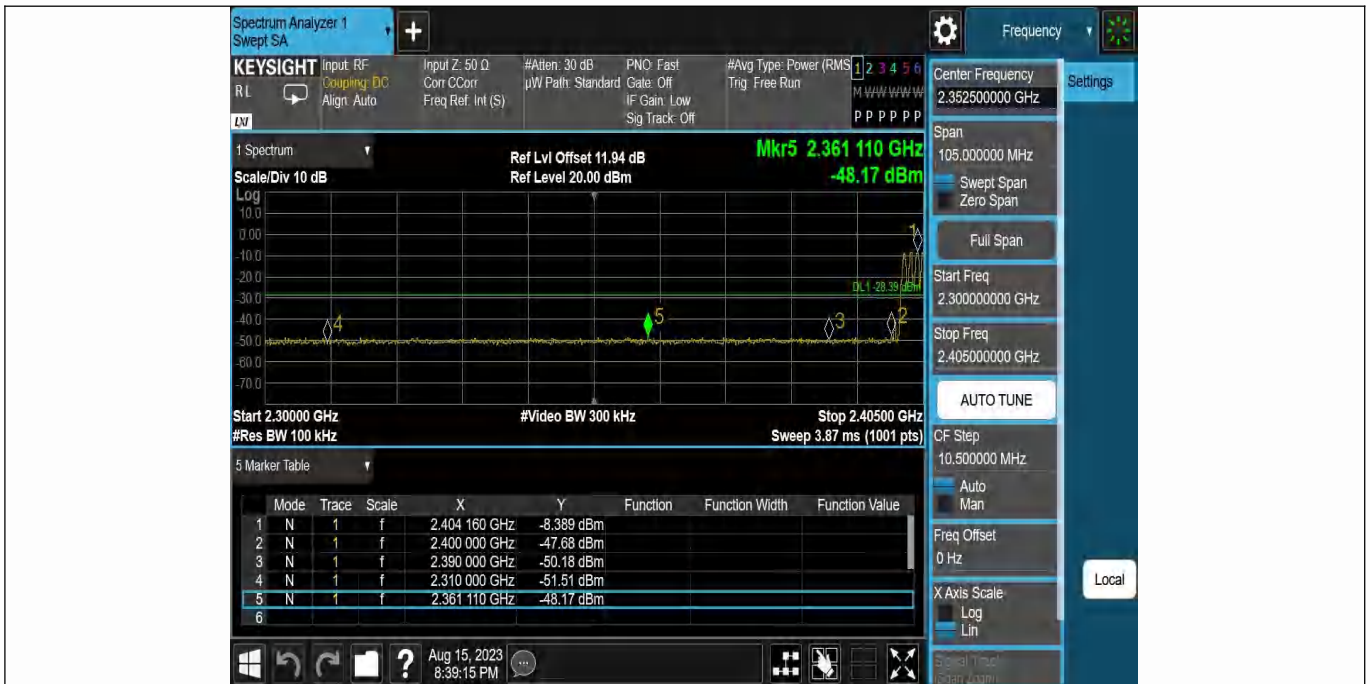 Spectrum Analyzer 1
Swept SA
Frequency
KEYSIGHT
RL
LXI
Input: RF
Coupling: DC
Align: Auto
Input Z: 50 Ω
Corr CCorr
Freq Ref: Int (S)
#Atten: 30 dB
µW Path: Standard
PNO: Fast
Gate: Off
IF Gain: Low
Sig Track: Off
#Avg Type: Power (RMS
Trig: Free Run
1 2 3 4 5 6
M W W W W W
P P P P P P
1 Spectrum
Scale/Div 10 dB
Ref Lvl Offset 11.94 dB
Ref Level 20.00 dBm
Mkr5 2.361 110 GHz
-48.17 dBm
Log
10.0
0.00
-10.0
-20.0
-30.0
-40.0
-50.0
-60.0
-70.0
DL1 -28.39 dBm
1
2
3
4
5
Start 2.30000 GHz
#Video BW 300 kHz
Stop 2.40500 GHz
#Res BW 100 kHz
Sweep 3.87 ms (1001 pts)
5 Marker Table
Mode Trace Scale X Y Function Function Width Function Value
1 N 1 f 2.404 160 GHz -8.389 dBm
2 N 1 f 2.400 000 GHz -47.68 dBm
3 N 1 f 2.390 000 GHz -50.18 dBm
4 N 1 f 2.310 000 GHz -51.51 dBm
5 N 1 f 2.361 110 GHz -48.17 dBm
6
Aug 15, 2023
8:39:15 PM
Center Frequency
2.352500000 GHz
Settings
Span
105.000000 MHz
Swept Span
Zero Span
Full Span
Start Freq
2.300000000 GHz
Stop Freq
2.405000000 GHz
AUTO TUNE
CF Step
10.500000 MHz
Auto
Man
Freq Offset
0 Hz
X Axis Scale
Log
Lin
Local
Signal Track
(Span Zoom)